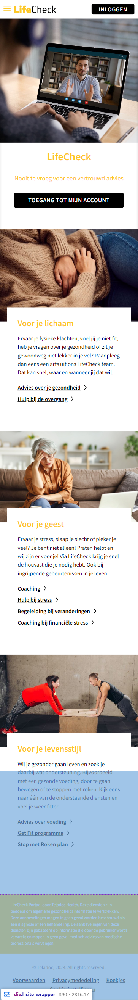 LifeCheck
INLOGGEN
LifeCheck
Nooit te vroeg voor een vertrouwd advies
TOEGANG TOT MIJN ACCOUNT
Voor je lichaam
Ervaar je fysieke klachten, voel jij je niet fit,
heb je vragen over je gezondheid of zit je
gewoonweg niet lekker in je vel? Raadpleeg
dan eens een arts uit ons LifeCheck team.
Dat kan snel, waar en wanneer jij dat wil.
Advies over je gezondheid
Hulp bij de overgang
Voor je geest
Ervaar je stress, slaap je slecht of pieker je
veel? Je bent niet alleen! Praten helpt en
wij zijn er voor je! Via LifeCheck krijg je snel
de houvast die je nodig hebt. Ook bij
ingrijpende gebeurtenissen in je leven.
Coaching
Hulp bij stress
Begeleiding bij veranderingen
Coaching bij financiële stress
Voor je levensstijl
Wil je gezonder gaan leven en zoek je
daarbij wat ondersteuning. Bijvoorbeeld
met een gezonde voeding, door te gaan
bewegen of te stoppen met roken. Kijk eens
naar één van de onderstaande diensten en
voel je weer fitter.
Advies over voeding
Get Fit programma
Stop met Roken plan
LifeCheck Portaal door Teladoc Health. Deze diensten zijn
bedoeld om algemene gezondheidsinformatie te verstrekken.
Deze aanbevelingen mogen in geen geval worden beschouwd als
een diagnose of een behandeling. De aanbevelingen van deze
diensten zijn gebaseerd op informatie die door de gebruiker wordt
verstrekt en mogen in geen geval medisch advies van medische
professionals vervangen.
© Teladoc, 2023. All rights reserved.
Voorwaarden Privacymededeling Koekjes
div.l-site-wrapper 390 × 2816.17